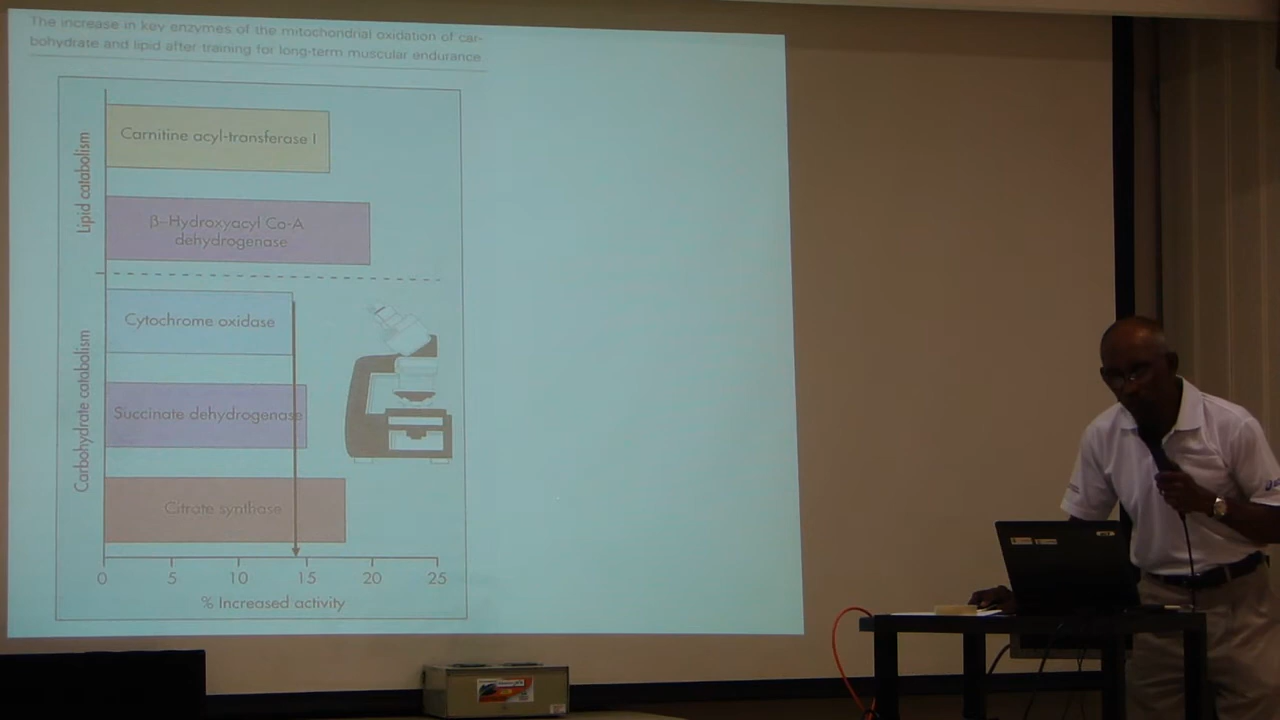 The increase in key enzymes of the mitochondrial oxidation of car-
bohydrate and lipid after training for long-term muscular endurance
Lipid catabolism
Carnitine acyl-transferase I
β–Hydroxyacyl Co-A
dehydrogenase
Carbohydrate catabolism
Cytochrome oxidase
Succinate dehydrogenase
Citrate synthase
0 5 10 15 20 25
% Increased activity